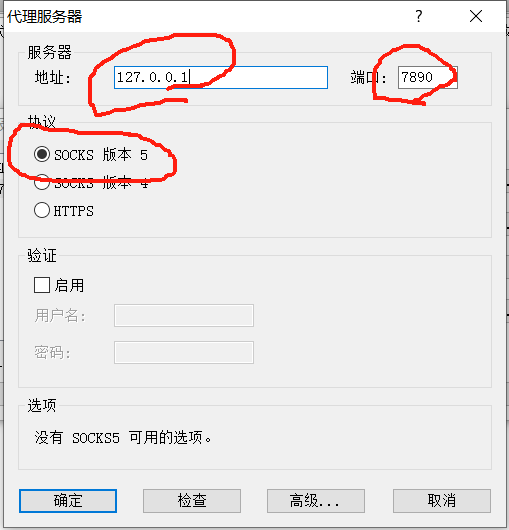 代理服务器
服务器
地址: 127.0.0.1 端口: 7890
协议
SOCKS 版本 5
SOCKS 版本 4
HTTPS
验证
启用
用户名:
密码:
选项
没有 SOCKS5 可用的选项。
确定 检查 高级... 取消